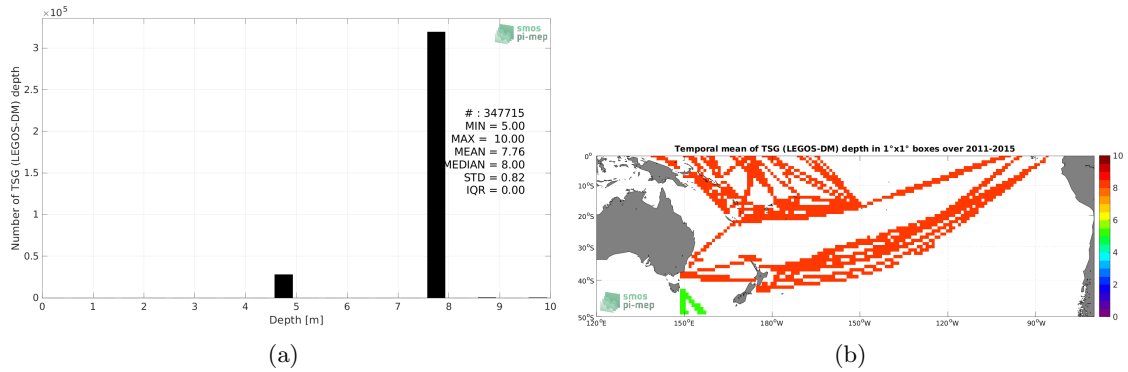 ×10^5
3
2.5
2
1.5
1
0.5
0
Number of TSG (LEGOS-DM) depth
smos
pi-mep
# : 347715
MIN = 5.00
MAX = 10.00
MEAN = 7.76
MEDIAN = 8.00
STD = 0.82
IQR = 0.00
0 1 2 3 4 5 6 7 8 9 10
Depth [m]
(a)
Temporal mean of TSG (LEGOS-DM) depth in 1°x1° boxes over 2011-2015
0°
10°S
20°S
30°S
40°S
50°S
120°E 150°E 180°W 150°W 120°W 90°W
smos
pi-mep
10
8
6
4
2
0
(b)